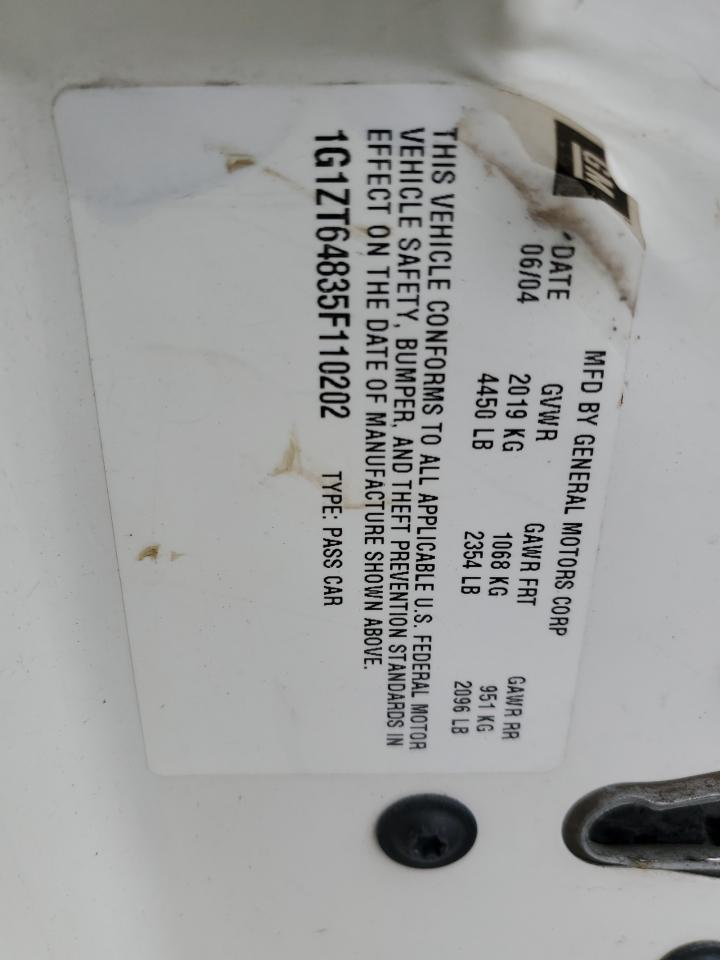 GM
MFD BY GENERAL MOTORS CORP
DATE GVWR GAWR FRT GAWR RR
06/04 2019 KG 1068 KG 951 KG
4450 LB 2354 LB 2096 LB
THIS VEHICLE CONFORMS TO ALL APPLICABLE U.S. FEDERAL MOTOR
VEHICLE SAFETY, BUMPER, AND THEFT PREVENTION STANDARDS IN
EFFECT ON THE DATE OF MANUFACTURE SHOWN ABOVE.
1G1ZT64835F110202 TYPE: PASS CAR